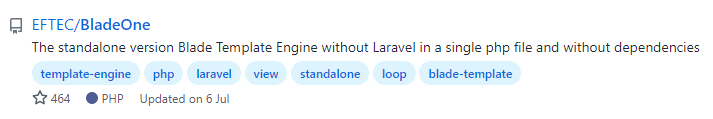 EFTEC/BladeOne
The standalone version Blade Template Engine without Laravel in a single php file and without dependencies
template-engine php laravel view standalone loop blade-template
464 PHP Updated on 6 Jul